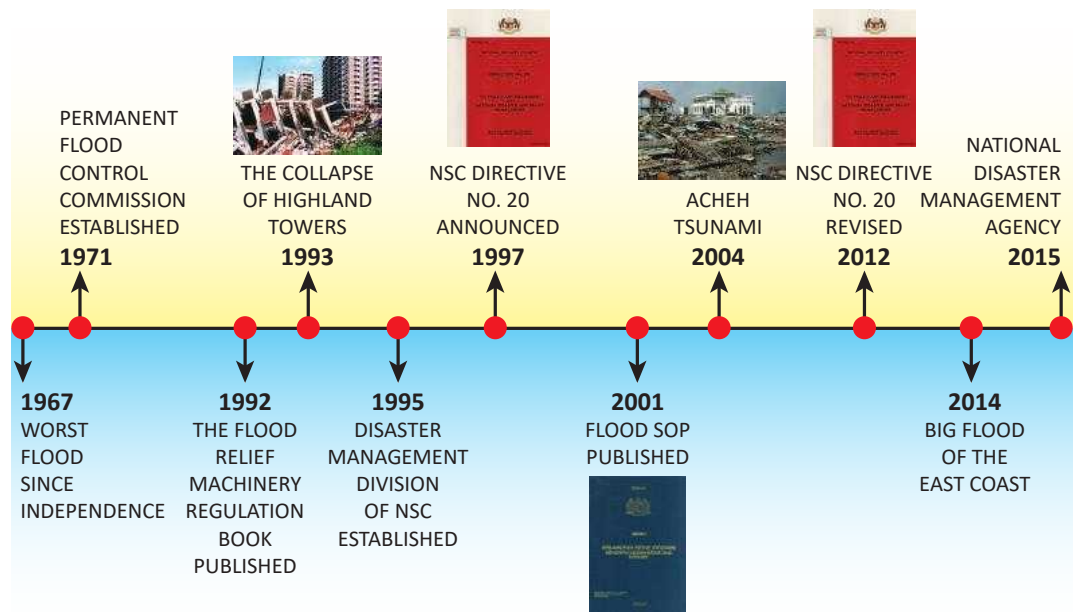 PERMANENT
FLOOD
CONTROL
COMMISSION
ESTABLISHED
1971
THE COLLAPSE
OF HIGHLAND
TOWERS
1993
NSC DIRECTIVE
NO. 20
ANNOUNCED
1997
ACHEH
TSUNAMI
2004
NSC DIRECTIVE
NO. 20
REVISED
2012
NATIONAL
DISASTER
MANAGEMENT
AGENCY
2015
1967
WORST
FLOOD
SINCE
INDEPENDENCE
1992
THE FLOOD
RELIEF
MACHINERY
REGULATION
BOOK
PUBLISHED
1995
DISASTER
MANAGEMENT
DIVISION
OF NSC
ESTABLISHED
2001
FLOOD SOP
PUBLISHED
2014
BIG FLOOD
OF THE
EAST COAST